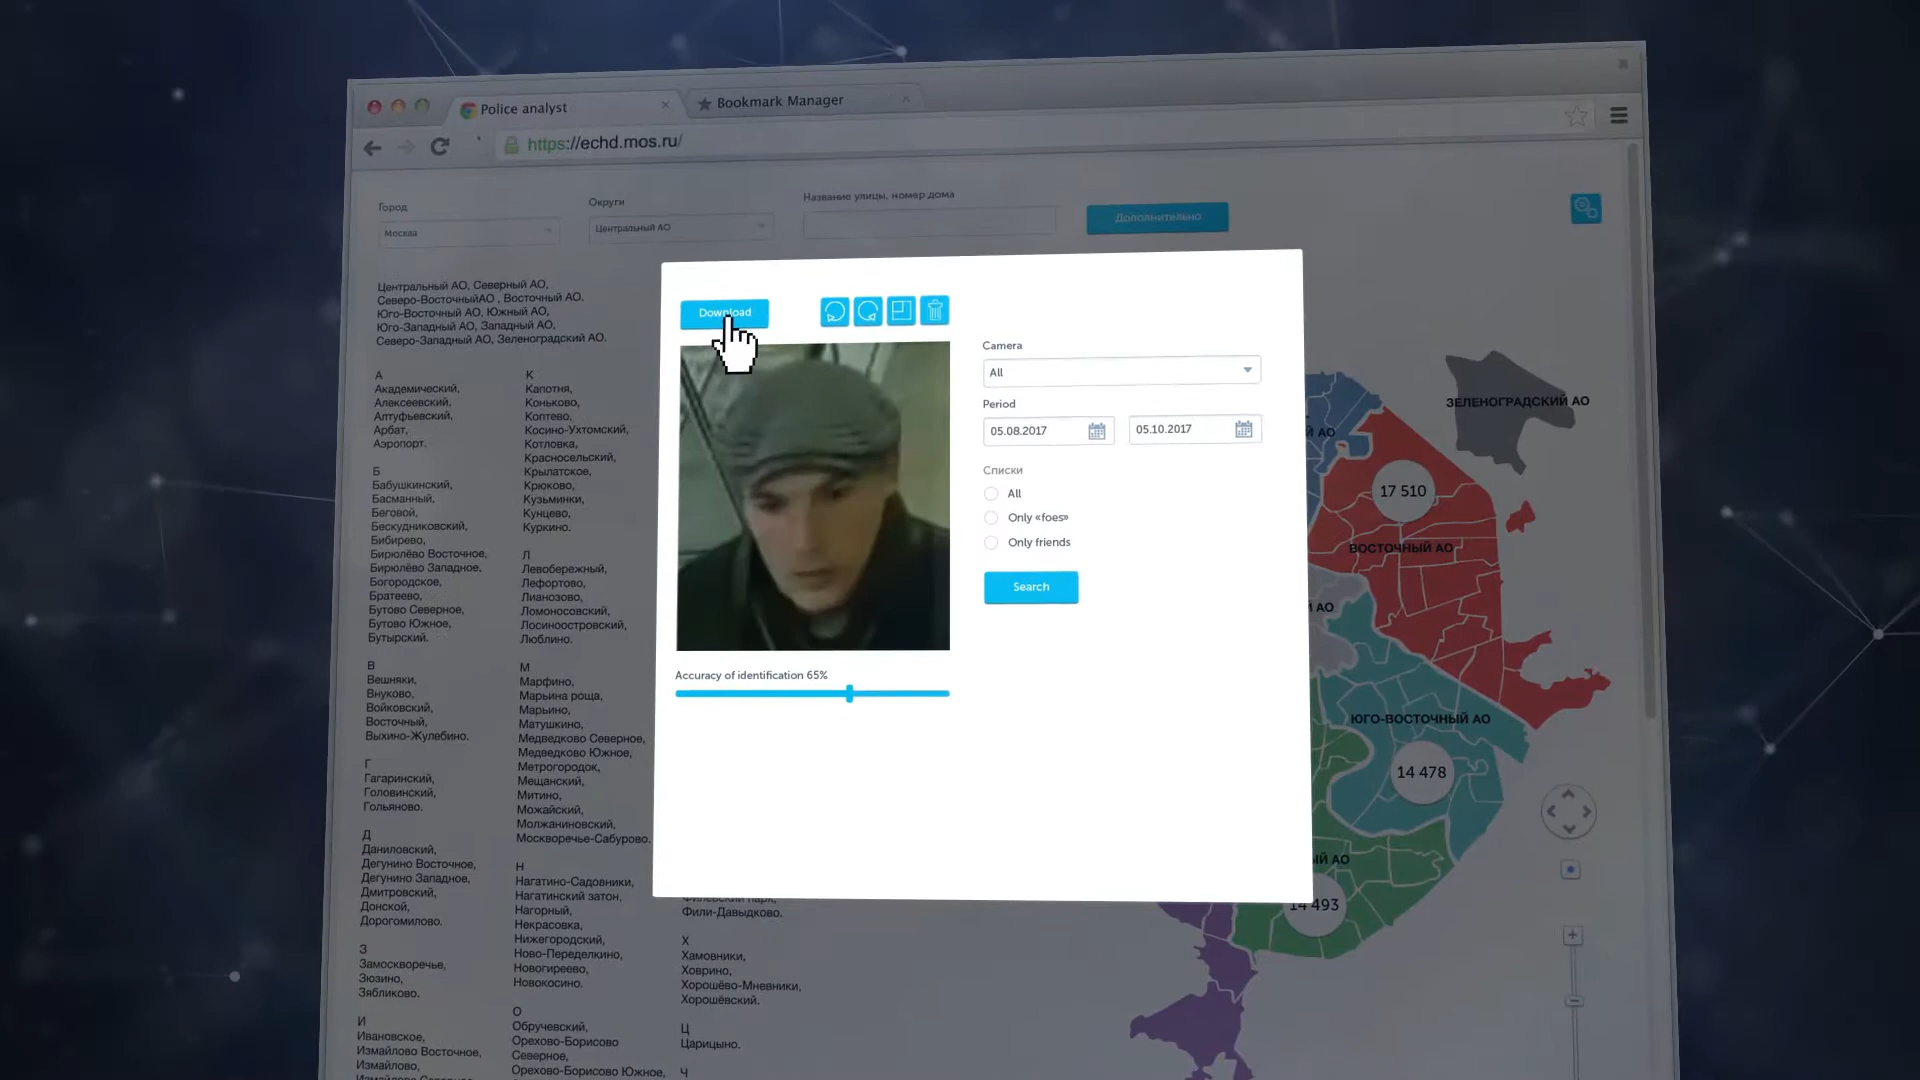 Police analyst
Bookmark Manager
https://echd.mos.ru/
Город
Округи
Название улицы, номер дома
Москва
Центральный АО
Дополнительно
Центральный АО, Северный АО,
Северо-ВосточныйАО , Восточный АО.
Юго-Восточный АО, Южный АО,
Юго-Западный АО, Западный АО,
Северо-Западный АО, Зеленоградский АО.
А
Академический,
Алексеевский,
Алтуфьевский,
Арбат,
Аэропорт.
Б
Бабушкинский,
Басманный,
Беговой,
Бескудниковский,
Бибирево,
Бирюлёво Восточное,
Бирюлёво Западное,
Богородское,
Братеево,
Бутово Северное,
Бутово Южное,
Бутырский.
В
Вешняки,
Внуково,
Войковский,
Восточный,
Выхино-Жулебино.
Г
Гагаринский,
Головинский,
Гольяново.
Д
Даниловский,
Дегунино Восточное,
Дегунино Западное,
Дмитровский,
Донской,
Дорогомилово.
З
Замоскворечье,
Зюзино,
Зябликово.
И
Ивановское,
Измайлово Восточное,
Измайлово,
К
Капотня,
Коньково,
Коптево,
Косино-Ухтомский,
Котловка,
Красносельский,
Крылатское,
Крюково,
Кузьминки,
Кунцево,
Куркино.
Л
Левобережный,
Лефортово,
Лианозово,
Ломоносовский,
Лосиноостровский,
Люблино.
М
Марфино,
Марьина роща,
Марьино,
Матушкино,
Медведково Северное,
Медведково Южное,
Метрогородок,
Мещанский,
Митино,
Можайский,
Молжаниновский,
Москворечье-Сабурово.
Н
Нагатино-Садовники,
Нагатинский затон,
Нагорный,
Некрасовка,
Нижегородский,
Ново-Переделкино,
Новогиреево,
Новокосино.
О
Обручевский,
Орехово-Борисово
Северное,
Орехово-Борисово Южное,
Фили-Давыдково.
Х
Хамовники,
Ховрино,
Хорошёво-Мневники,
Хорошёвский.
Ц
Царицыно.
Ч
Download
Camera
All
Period
05.08.2017
05.10.2017
Списки
All
Only «foes»
Only friends
Search
Accuracy of identification 65%
ЗЕЛЕНОГРАДСКИЙ АО
АО
17 510
ВОСТОЧНЫЙ АО
Й АО
ЮГО-ВОСТОЧНЫЙ АО
14 478
ЫЙ АО
14 493